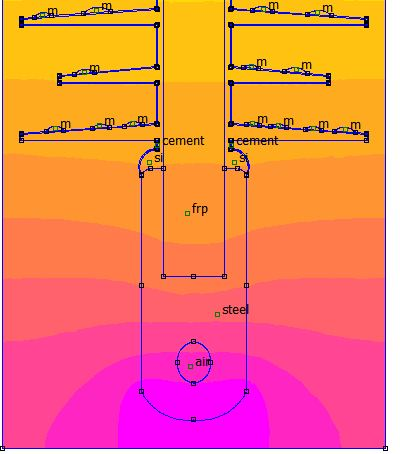 m m m
m m m
m m m m m m m
cement cement
si si
frp
steel
air